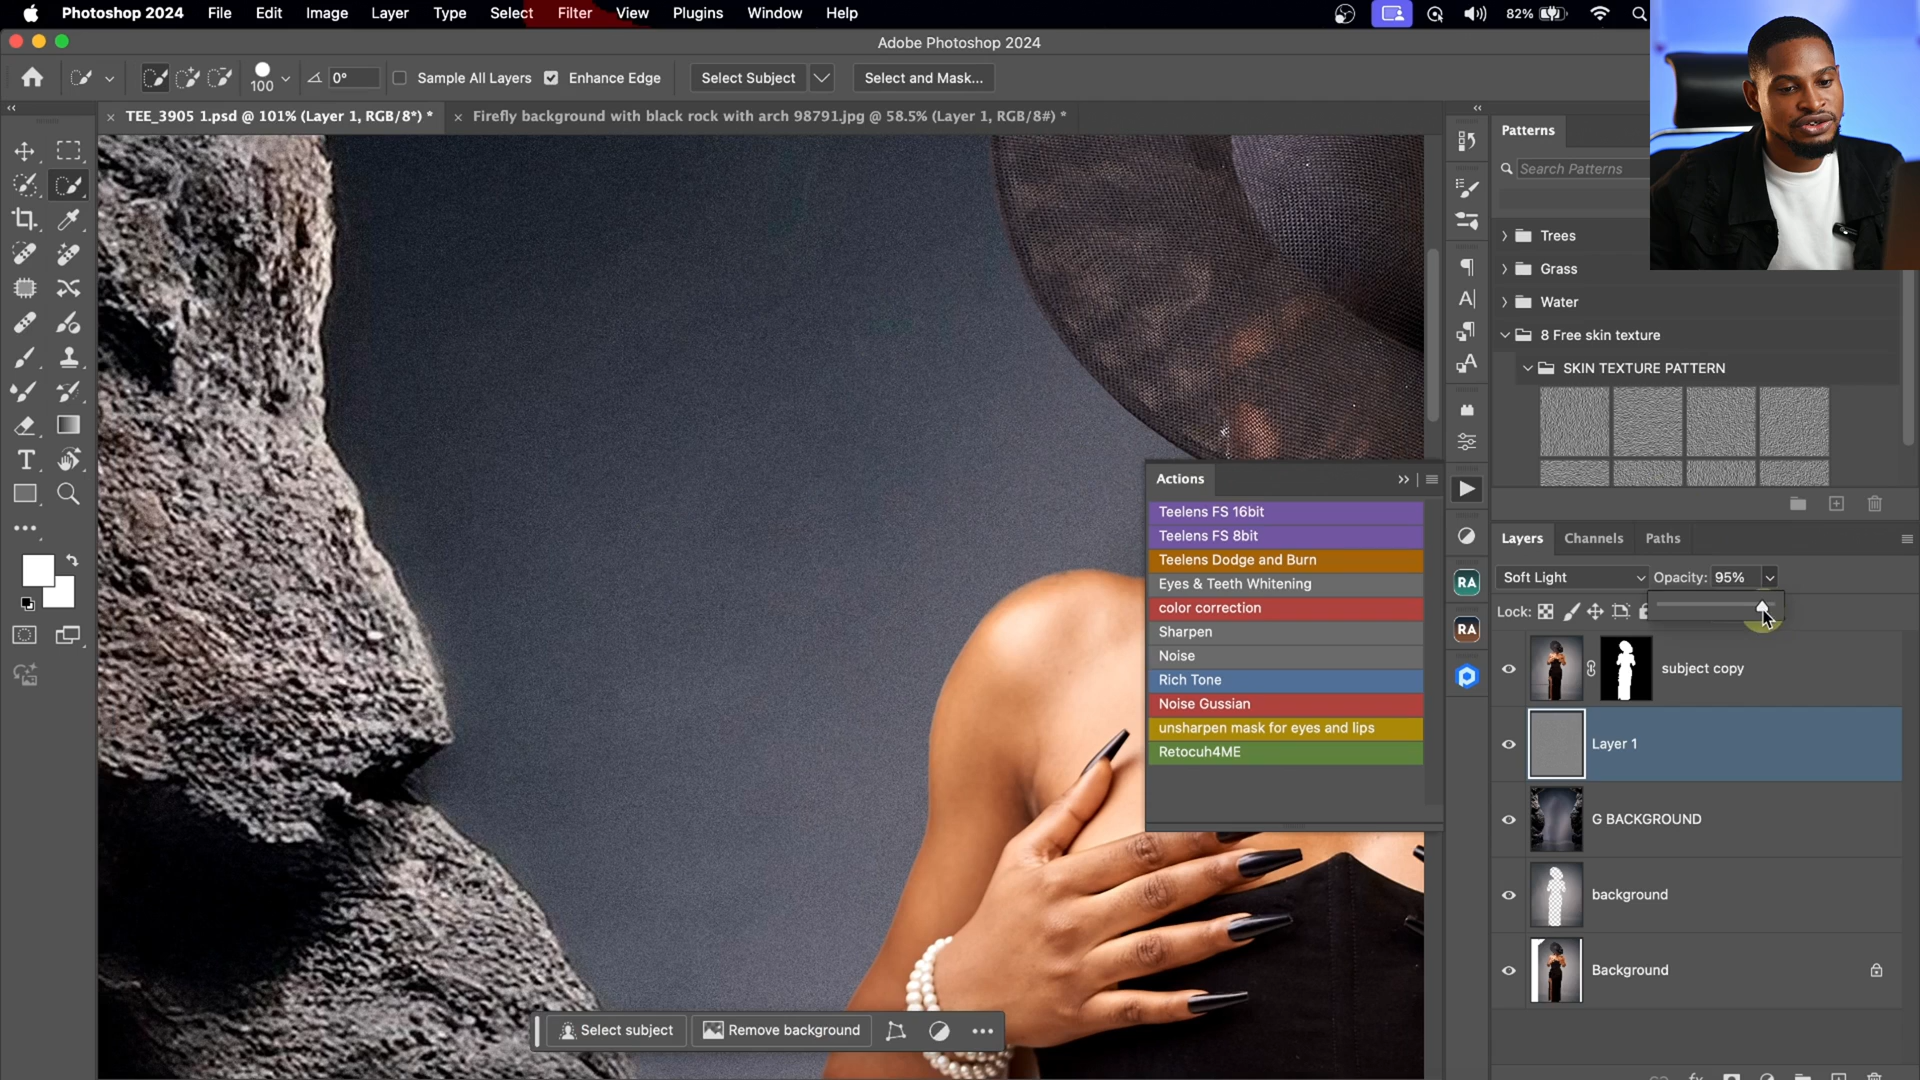 Photoshop 2024 File Edit Image Layer Type Select Filter View Plugins Window Help 82%
Adobe Photoshop 2024
100 0° Sample All Layers Enhance Edge Select Subject Select and Mask...
TEE_3905 1.psd @ 101% (Layer 1, RGB/8*) * Firefly background with black rock with arch 98791.jpg @ 58.5% (Layer 1, RGB/8#) *
Patterns
Search Patterns
Trees
Grass
Water
8 Free skin texture
SKIN TEXTURE PATTERN
Actions
Teelens FS 16bit
Teelens FS 8bit
Teelens Dodge and Burn
Eyes & Teeth Whitening
color correction
Sharpen
Noise
Rich Tone
Noise Gussian
unsharpen mask for eyes and lips
Retocuh4ME
RA
RA
Layers Channels Paths
Soft Light Opacity: 95%
Lock:
subject copy
Layer 1
G BACKGROUND
background
Background
Select subject Remove background